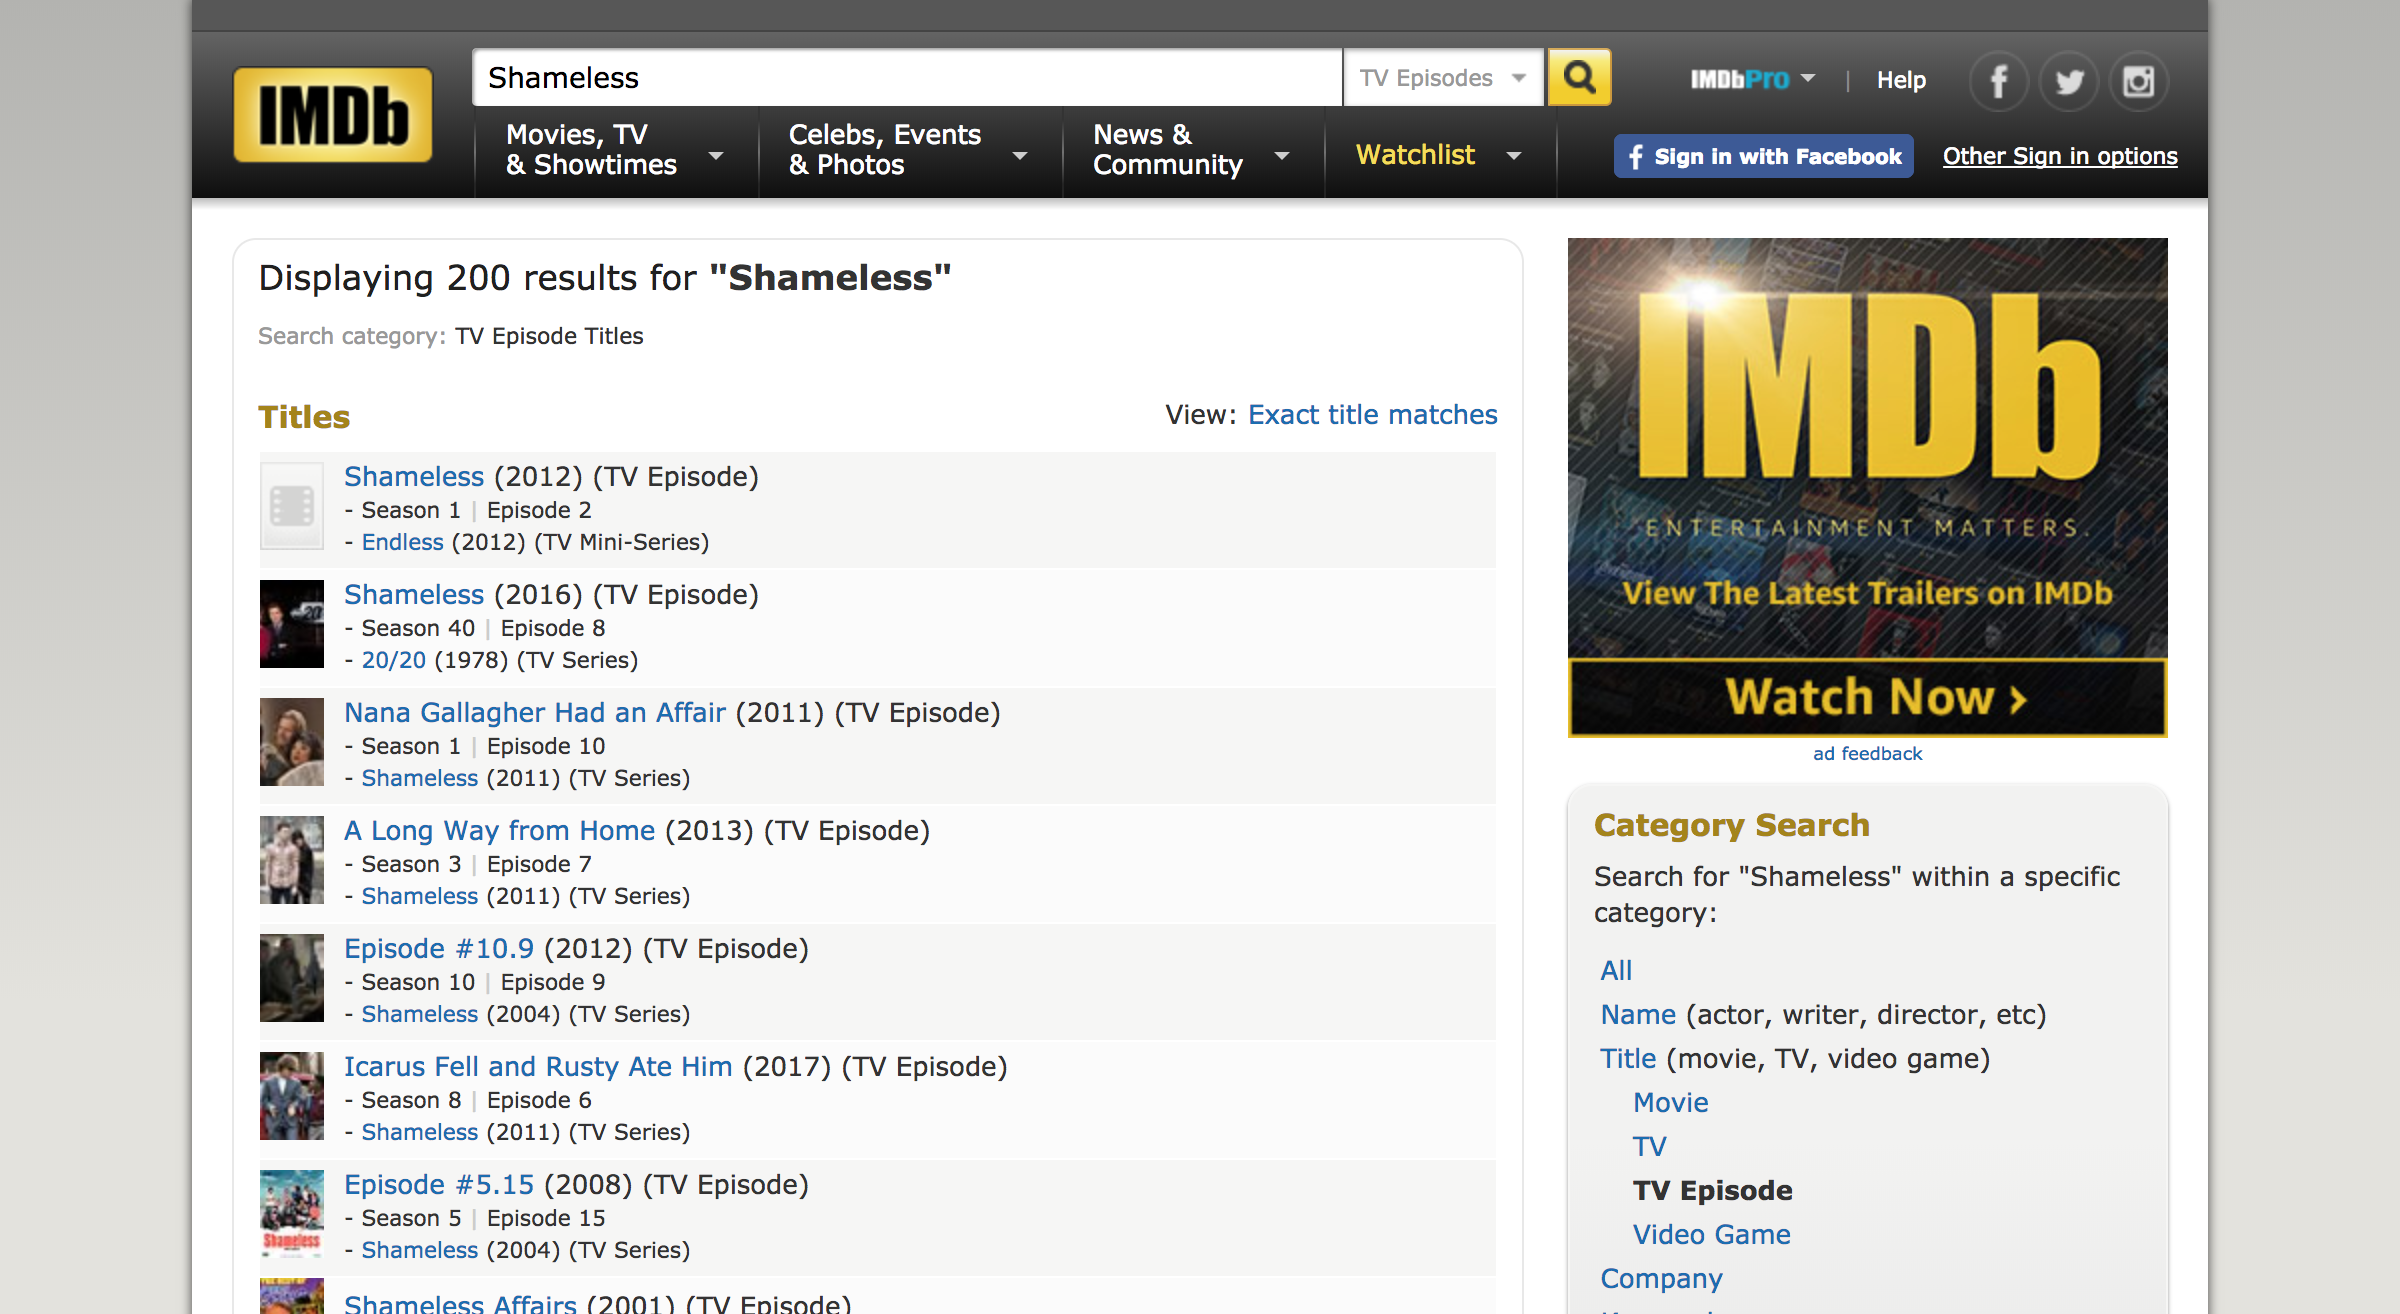 IMDb
Shameless
TV Episodes
IMDbPro
|
Help
Movies, TV
& Showtimes
Celebs, Events
& Photos
News &
Community
Watchlist
Sign in with Facebook
Other Sign in options
Displaying 200 results for "Shameless"
Search category: TV Episode Titles
Titles
View: Exact title matches
Shameless (2012) (TV Episode)
- Season 1 | Episode 2
- Endless (2012) (TV Mini-Series)
Shameless (2016) (TV Episode)
- Season 40 | Episode 8
- 20/20 (1978) (TV Series)
Nana Gallagher Had an Affair (2011) (TV Episode)
- Season 1 | Episode 10
- Shameless (2011) (TV Series)
A Long Way from Home (2013) (TV Episode)
- Season 3 | Episode 7
- Shameless (2011) (TV Series)
Episode #10.9 (2012) (TV Episode)
- Season 10 | Episode 9
- Shameless (2004) (TV Series)
Icarus Fell and Rusty Ate Him (2017) (TV Episode)
- Season 8 | Episode 6
- Shameless (2011) (TV Series)
Shameless
Episode #5.15 (2008) (TV Episode)
- Season 5 | Episode 15
- Shameless (2004) (TV Series)
Shameless Affairs (2001) (TV Episode)
IMDb
ENTERTAINMENT MATTERS.
View The Latest Trailers on IMDb
Watch Now ›
ad feedback
Category Search
Search for "Shameless" within a specific
category:
All
Name (actor, writer, director, etc)
Title (movie, TV, video game)
Movie
TV
TV Episode
Video Game
Company